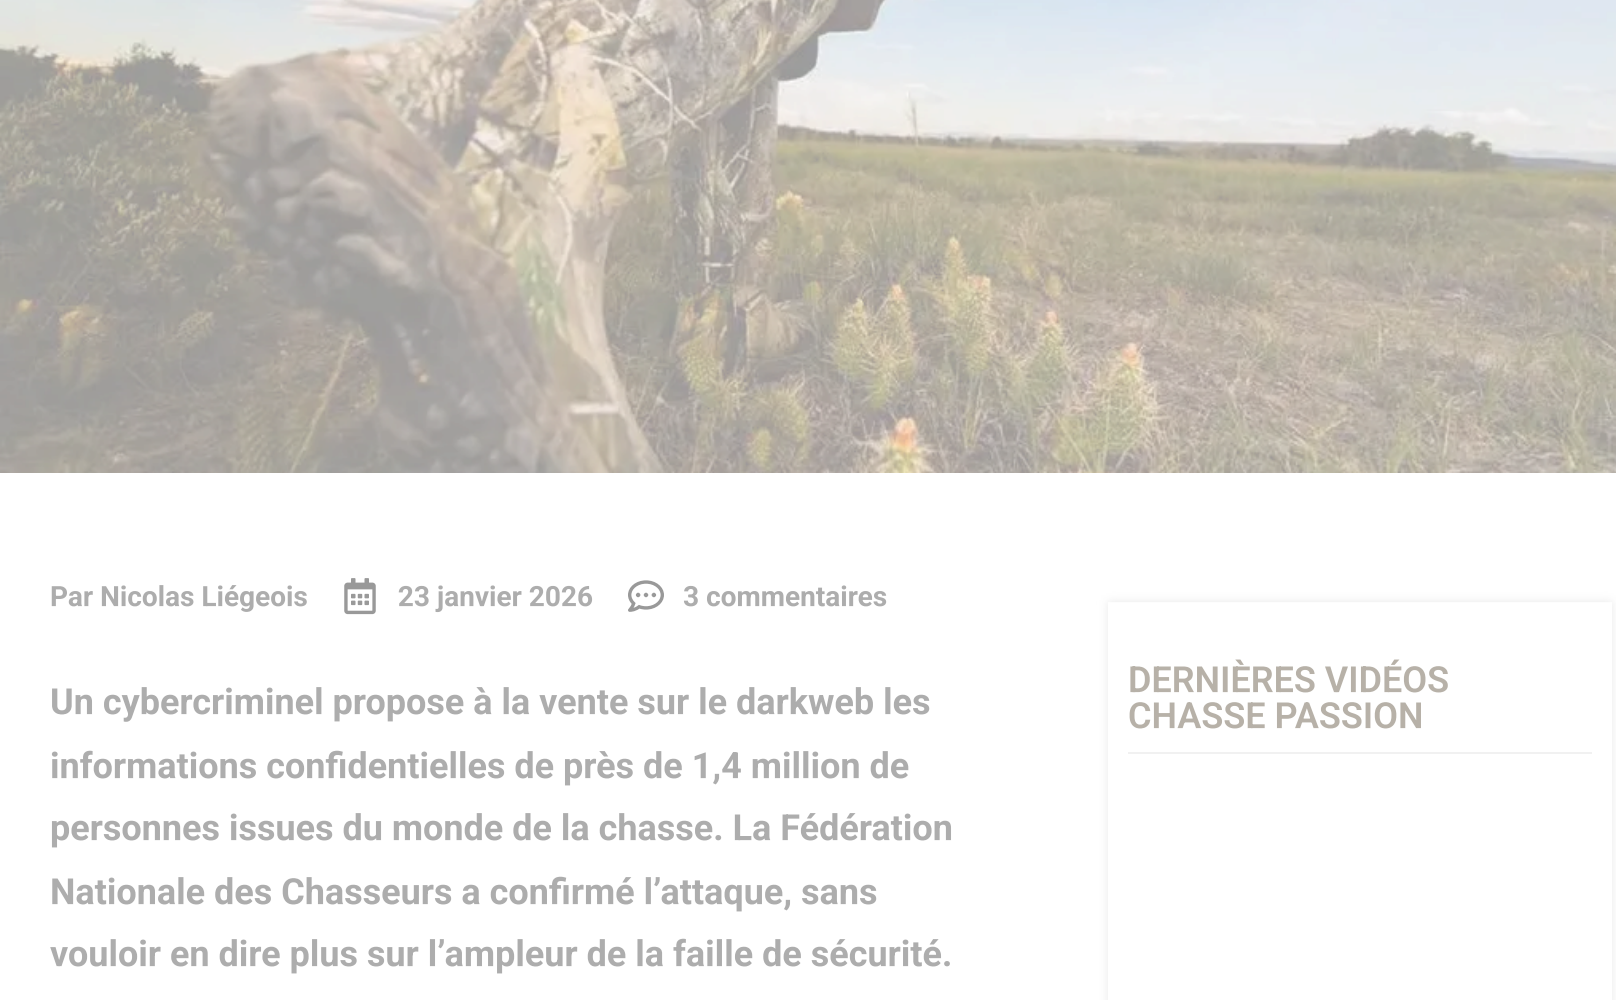 Par Nicolas Liégeois 23 janvier 2026 3 commentaires
Un cybercriminel propose à la vente sur le darkweb les
informations confidentielles de près de 1,4 million de
personnes issues du monde de la chasse. La Fédération
Nationale des Chasseurs a confirmé l’attaque, sans
vouloir en dire plus sur l’ampleur de la faille de sécurité.
DERNIÈRES VIDÉOS
CHASSE PASSION